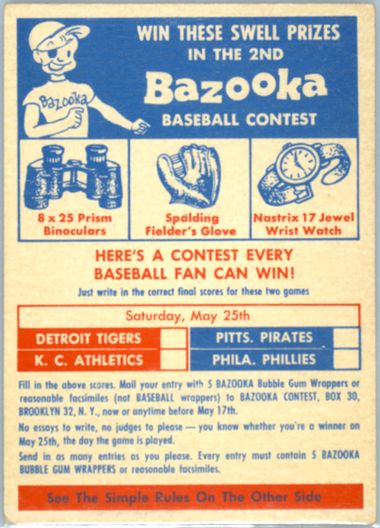 WIN THESE SWELL PRIZES
IN THE 2ND
Bazooka
BASEBALL CONTEST
Bazooka
8 x 25 Prism
Binoculars
Spalding
Fielder's Glove
Nastrix 17 Jewel
Wrist Watch
HERE'S A CONTEST EVERY
BASEBALL FAN CAN WIN!
Just write in the correct final scores for these two games
Saturday, May 25th
DETROIT TIGERS
K. C. ATHLETICS
PITTS. PIRATES
PHILA. PHILLIES
Fill in the above scores. Mail your entry with 5 BAZOOKA Bubble Gum Wrappers or
reasonable facsimiles (not BASEBALL wrappers) to BAZOOKA CONTEST, BOX 30,
BROOKLYN 32, N. Y., now or anytime before May 17th.
No essays to write, no judges to please — you know whether you're a winner on
May 25th, the day the game is played.
Send in as many entries as you please. Every entry must contain 5 BAZOOKA
BUBBLE GUM WRAPPERS or reasonable facsimiles.
See The Simple Rules On The Other Side